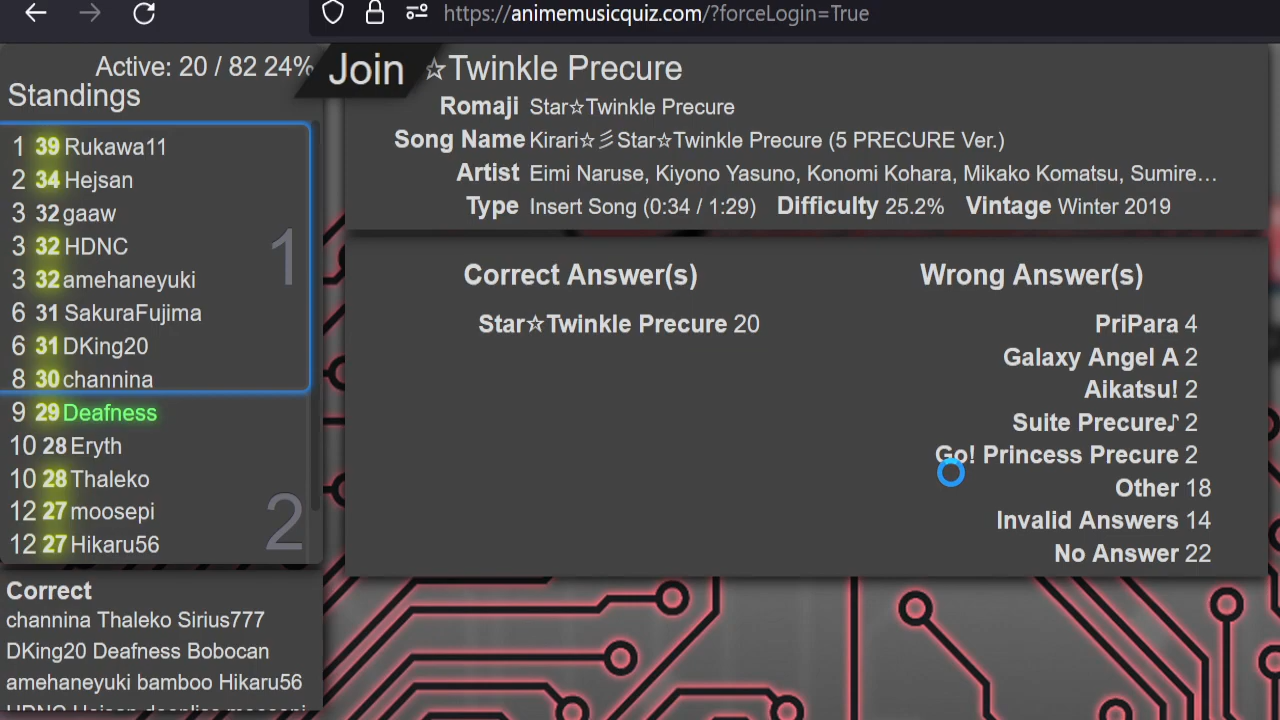 https://animemusicquiz.com/?forceLogin=True
Active: 20 / 82 24%
Standings
1 39 Rukawa11
2 34 Hejsan
3 32 gaaw
3 32 HDNC
3 32 amehaneyuki
6 31 SakuraFujima
6 31 DKing20
8 30 channina
1
9 29 Deafness
10 28 Eryth
10 28 Thaleko
12 27 moosepi
12 27 Hikaru56
2
Correct
channina Thaleko Sirius777
DKing20 Deafness Bobocan
amehaneyuki bamboo Hikaru56
Join
☆Twinkle Precure
Romaji Star☆Twinkle Precure
Song Name Kirari☆彡Star☆Twinkle Precure (5 PRECURE Ver.)
Artist Eimi Naruse, Kiyono Yasuno, Konomi Kohara, Mikako Komatsu, Sumire…
Type Insert Song (0:34 / 1:29) Difficulty 25.2% Vintage Winter 2019
Correct Answer(s)
Star☆Twinkle Precure 20
Wrong Answer(s)
PriPara 4
Galaxy Angel A 2
Aikatsu! 2
Suite Precure♪ 2
Go! Princess Precure 2
Other 18
Invalid Answers 14
No Answer 22